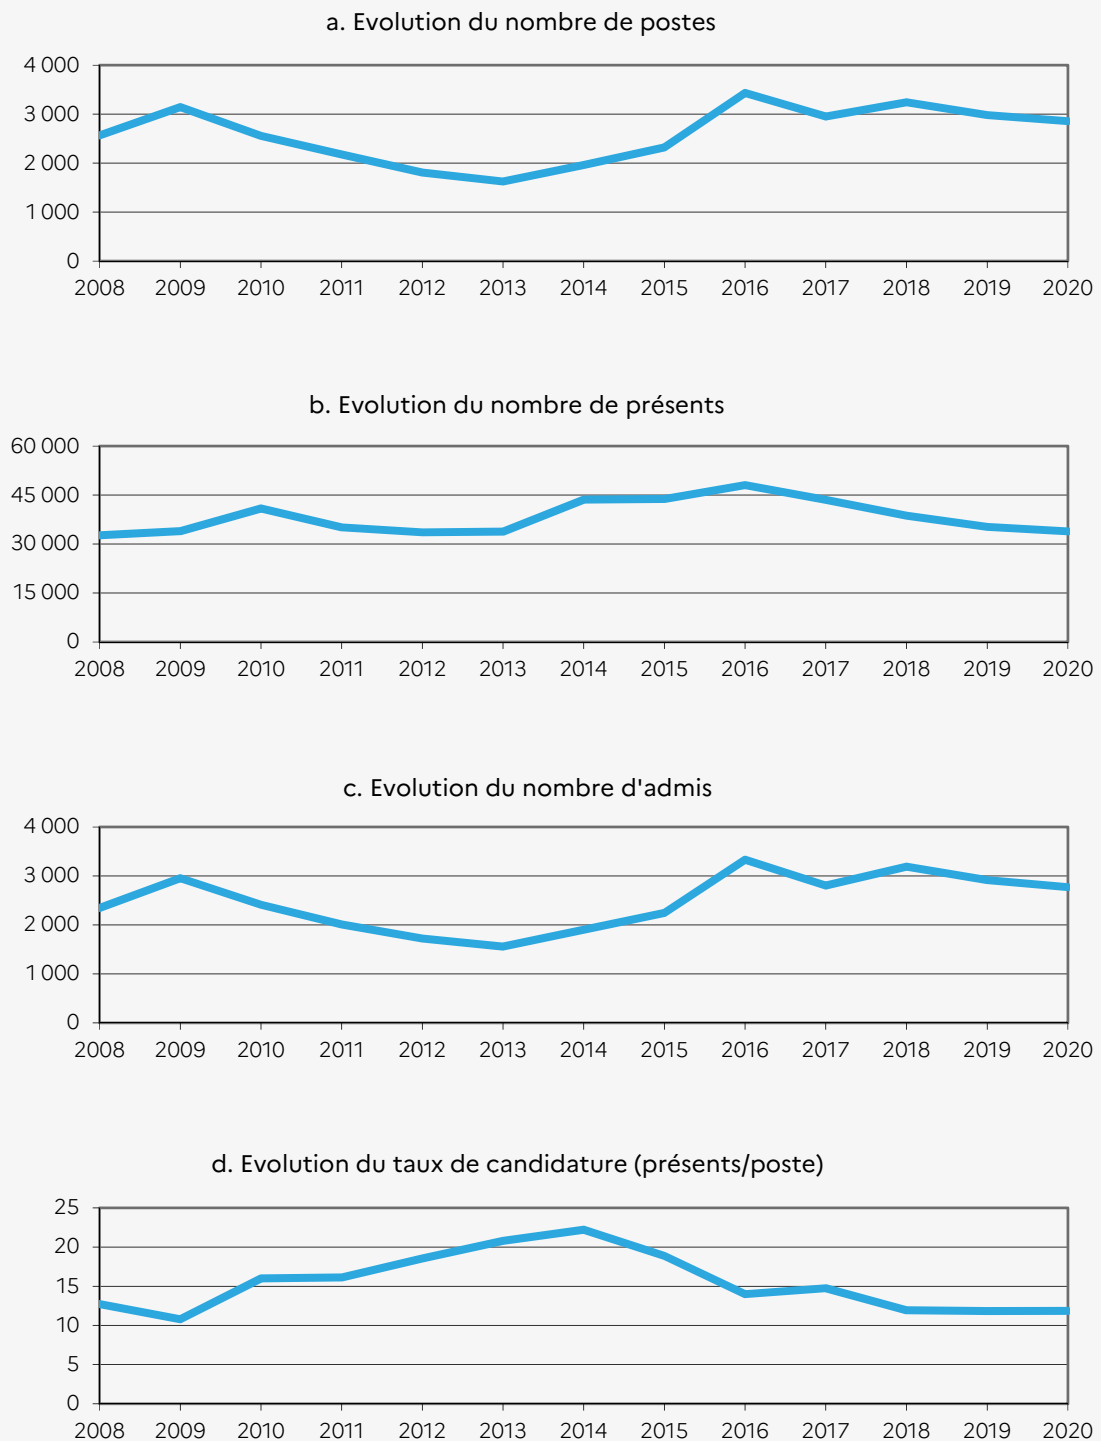 a. Evolution du nombre de postes
4 000
3 000
2 000
1 000
0
2008 2009 2010 2011 2012 2013 2014 2015 2016 2017 2018 2019 2020
b. Evolution du nombre de présents
60 000
45 000
30 000
15 000
0
2008 2009 2010 2011 2012 2013 2014 2015 2016 2017 2018 2019 2020
c. Evolution du nombre d'admis
4 000
3 000
2 000
1 000
0
2008 2009 2010 2011 2012 2013 2014 2015 2016 2017 2018 2019 2020
d. Evolution du taux de candidature (présents/poste)
25
20
15
10
5
0
2008 2009 2010 2011 2012 2013 2014 2015 2016 2017 2018 2019 2020